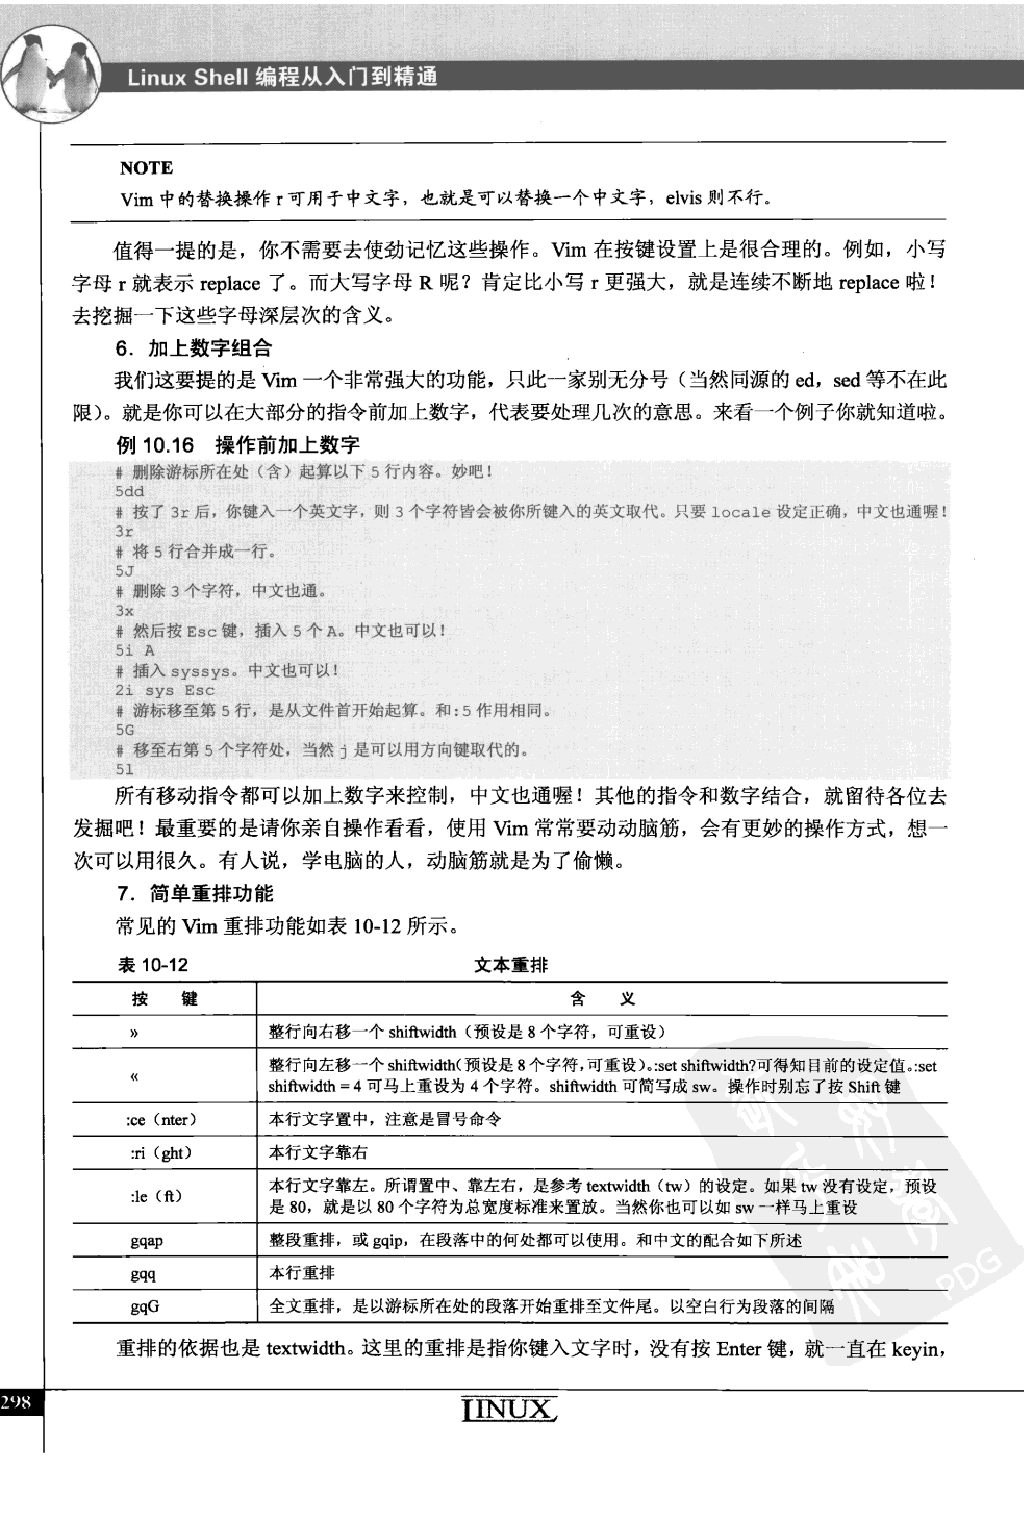 Linux Shell 编程从入门到精通
NOTE
Vim 中的替换操作 r 可用于中文字，也就是可以替换一个中文字，elvis 则不行。
值得一提的是，你不需要去使劲记忆这些操作。Vim 在按键设置上是很合理的。例如，小写
字母 r 就表示 replace 了。而大写字母 R 呢？肯定比小写 r 更强大，就是连续不断地 replace 啦！
去挖掘一下这些字母深层次的含义。
6．加上数字组合
我们这要提的是 Vim 一个非常强大的功能，只此一家别无分号（当然同源的 ed，sed 等不在此
限）。就是你可以在大部分的指令前加上数字，代表要处理几次的意思。来看一个例子你就知道啦。
例 10.16 操作前加上数字
# 删除游标所在处（含）起算以下 5 行内容。妙吧！
5dd
# 按了 3r 后，你键入一个英文字，则 3 个字符皆会被你所键入的英文取代。只要 locale 设定正确，中文也通喔！
3r
# 将 5 行合并成一行。
5J
# 删除 3 个字符，中文也通。
3x
# 然后按 Esc 键，插入 5 个 A。中文也可以！
5i A
# 插入 syssys。中文也可以！
2i sys Esc
# 游标移至第 5 行，是从文件首开始起算。和:5 作用相同。
5G
# 移至右第 5 个字符处，当然 j 是可以用方向键取代的。
5l
所有移动指令都可以加上数字来控制，中文也通喔！其他的指令和数字结合，就留待各位去
发掘吧！最重要的是请你亲自操作看看，使用 Vim 常常要动动脑筋，会有更妙的操作方式，想一
次可以用很久。有人说，学电脑的人，动脑筋就是为了偷懒。
7．简单重排功能
常见的 Vim 重排功能如表 10-12 所示。
表 10-12 文本重排
按 键 含 义
» 整行向右移一个 shiftwidth（预设是 8 个字符，可重设）
« 整行向左移一个 shiftwidth（预设是 8 个字符，可重设）。:set shiftwidth?可得知目前的设定值。:set
shiftwidth = 4 可马上重设为 4 个字符。shiftwidth 可简写成 sw。操作时别忘了按 Shift 键
:ce（nter） 本行文字置中，注意是冒号命令
:ri（ght） 本行文字靠右
:le（ft） 本行文字靠左。所谓置中、靠左右，是参考 textwidth（tw）的设定。如果 tw 没有设定，预设
是 80，就是以 80 个字符为总宽度标准来置放。当然你也可以如 sw 一样马上重设
gqap 整段重排，或 gqip，在段落中的何处都可以使用。和中文的配合如下所述
gqq 本行重排
gqG 全文重排，是以游标所在处的段落开始重排至文件尾。以空白行为段落的间隔
PDG
重排的依据也是 textwidth。这里的重排是指你键入文字时，没有按 Enter 键，就一直在 keyin，
298
LINUX